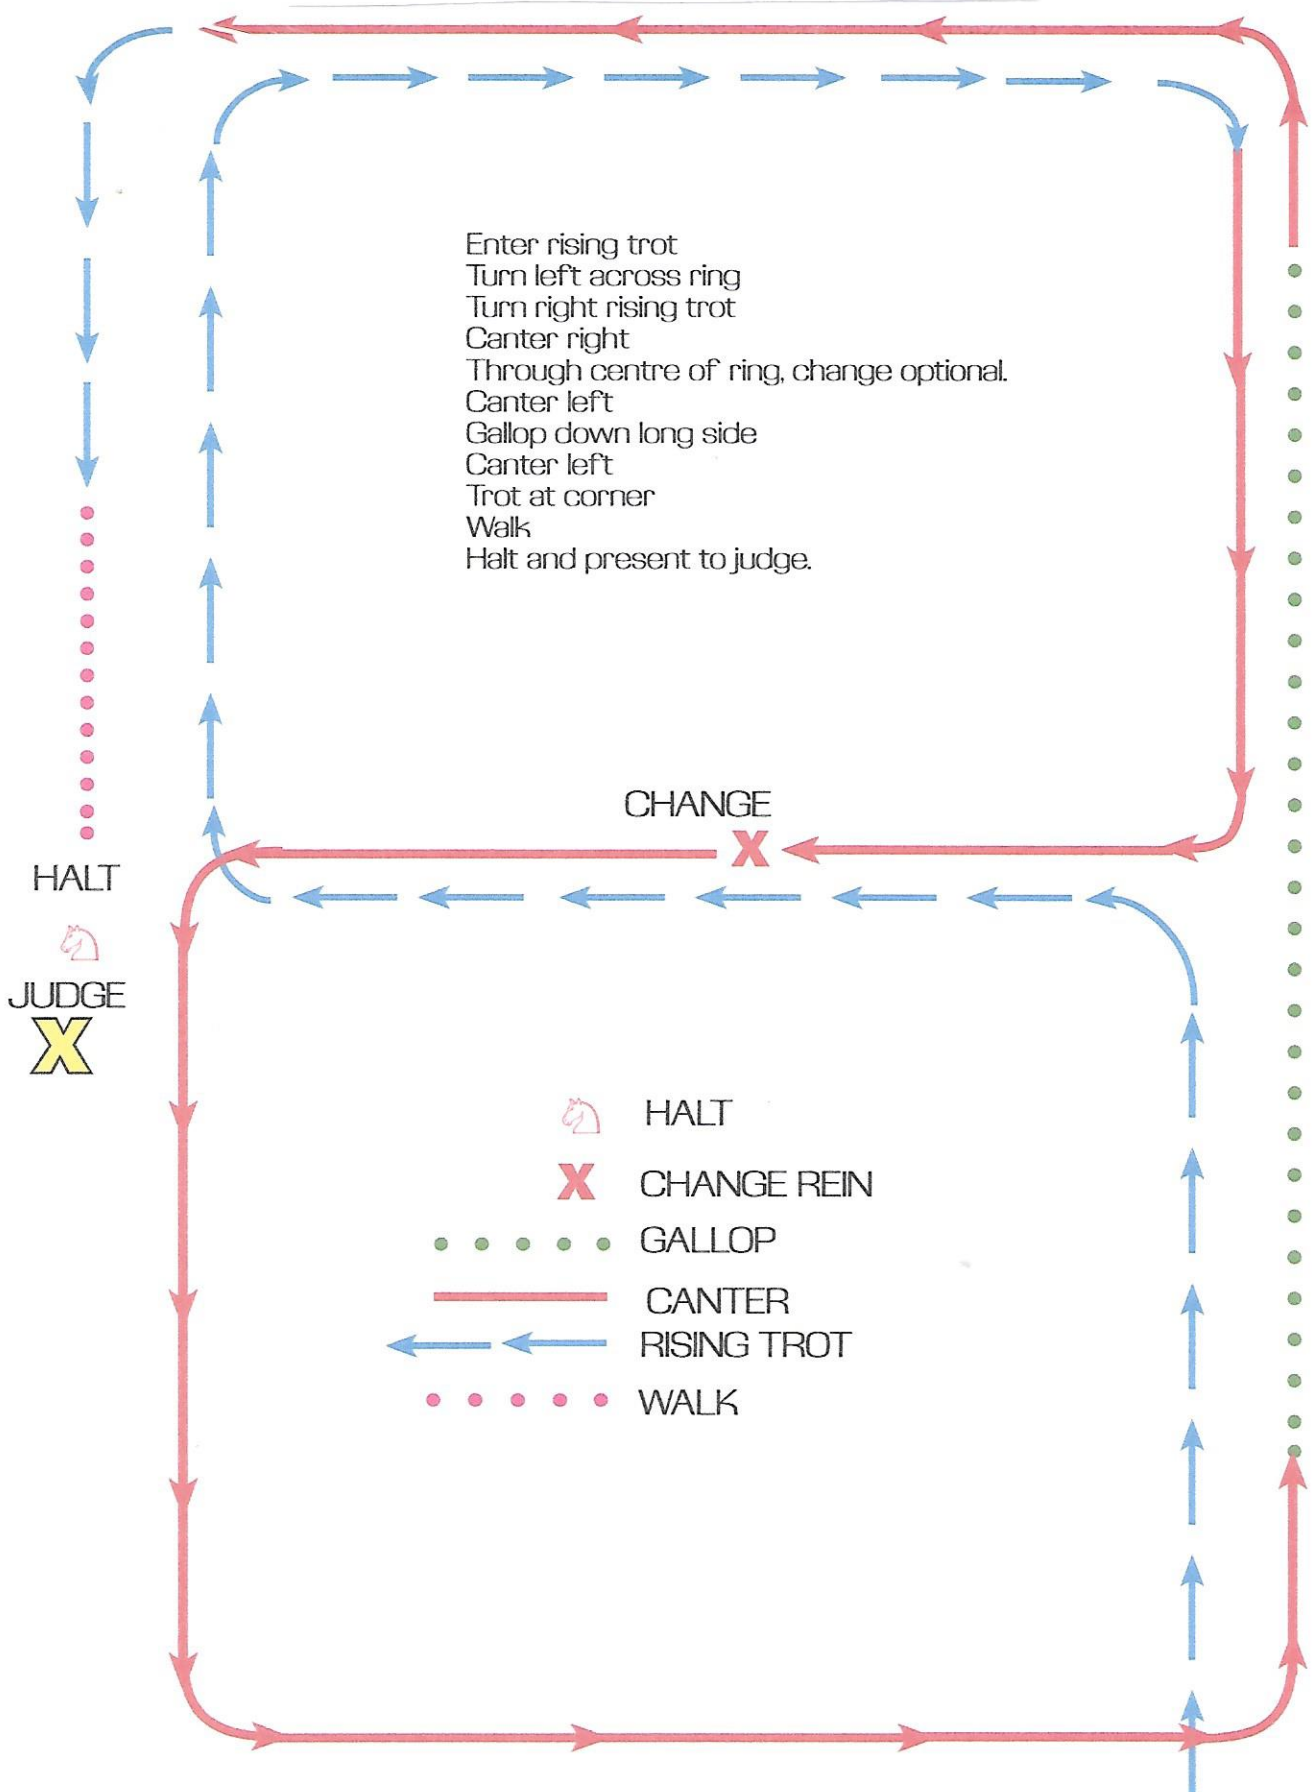 Enter rising trot
Turn left across ring
Turn right rising trot
Canter right
Through centre of ring, change optional.
Canter left
Gallop down long side
Canter left
Trot at corner
Walk
Halt and present to judge.
CHANGE
X
HALT
JUDGE
X
HALT
X CHANGE REIN
GALLOP
CANTER
RISING TROT
WALK